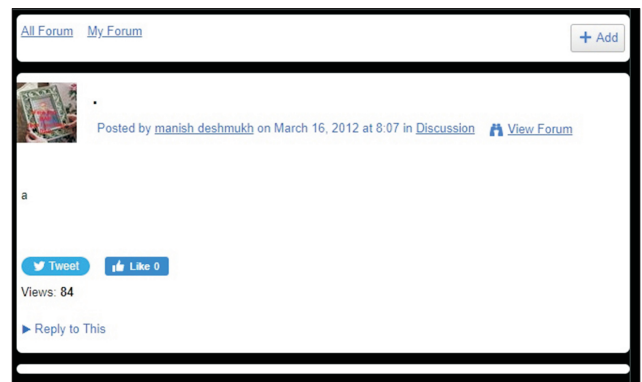 All Forum My Forum
+ Add
.
Posted by manish deshmukh on March 16, 2012 at 8:07 in Discussion View Forum
a
Tweet Like 0
Views: 84
▶ Reply to This